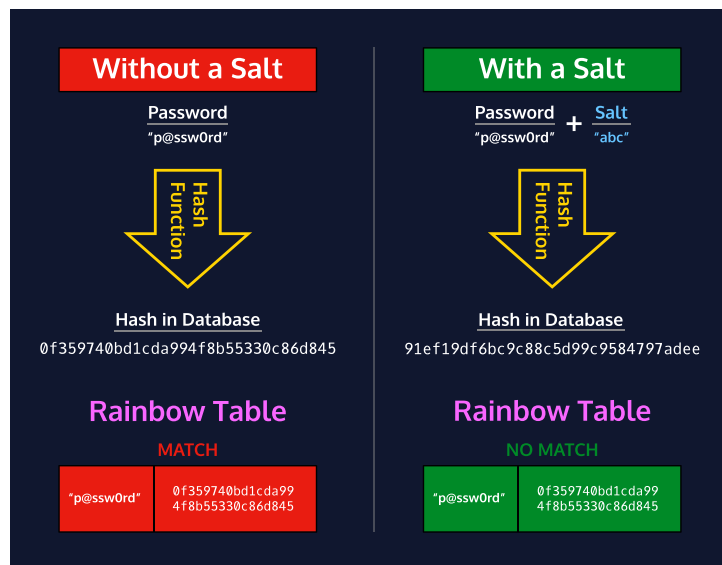 Without a Salt
Password
“p@ssw0rd”
Hash
Function
Hash in Database
0f359740bd1cda994f8b55330c86d845
Rainbow Table
MATCH
“p@ssw0rd”
0f359740bd1cda99
4f8b55330c86d845
With a Salt
Password + Salt
“p@ssw0rd” “abc”
Hash
Function
Hash in Database
91ef19df6bc9c88c5d99c9584797adee
Rainbow Table
NO MATCH
“p@ssw0rd”
0f359740bd1cda99
4f8b55330c86d845